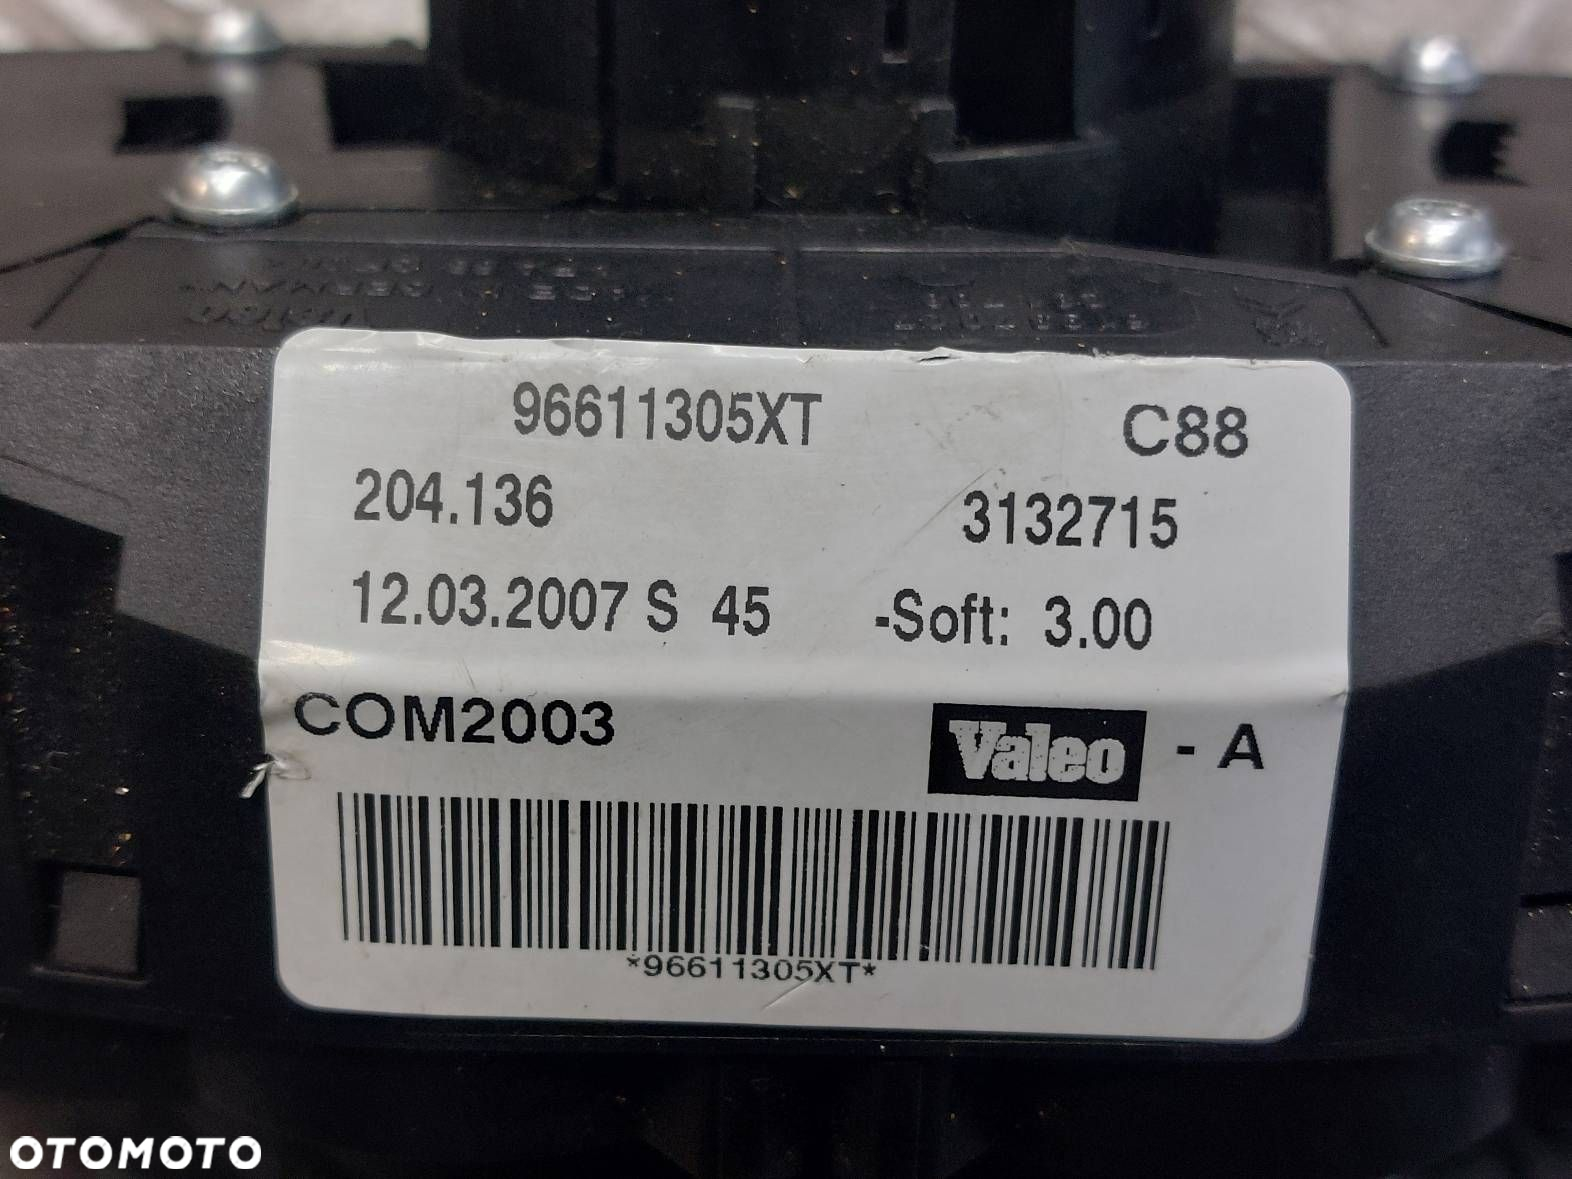 96611305XT
C88
204.136
3132715
12.03.2007 S 45
-Soft: 3.00
COM2003
Valeo
- A
*96611305XT*
OTOMOTO